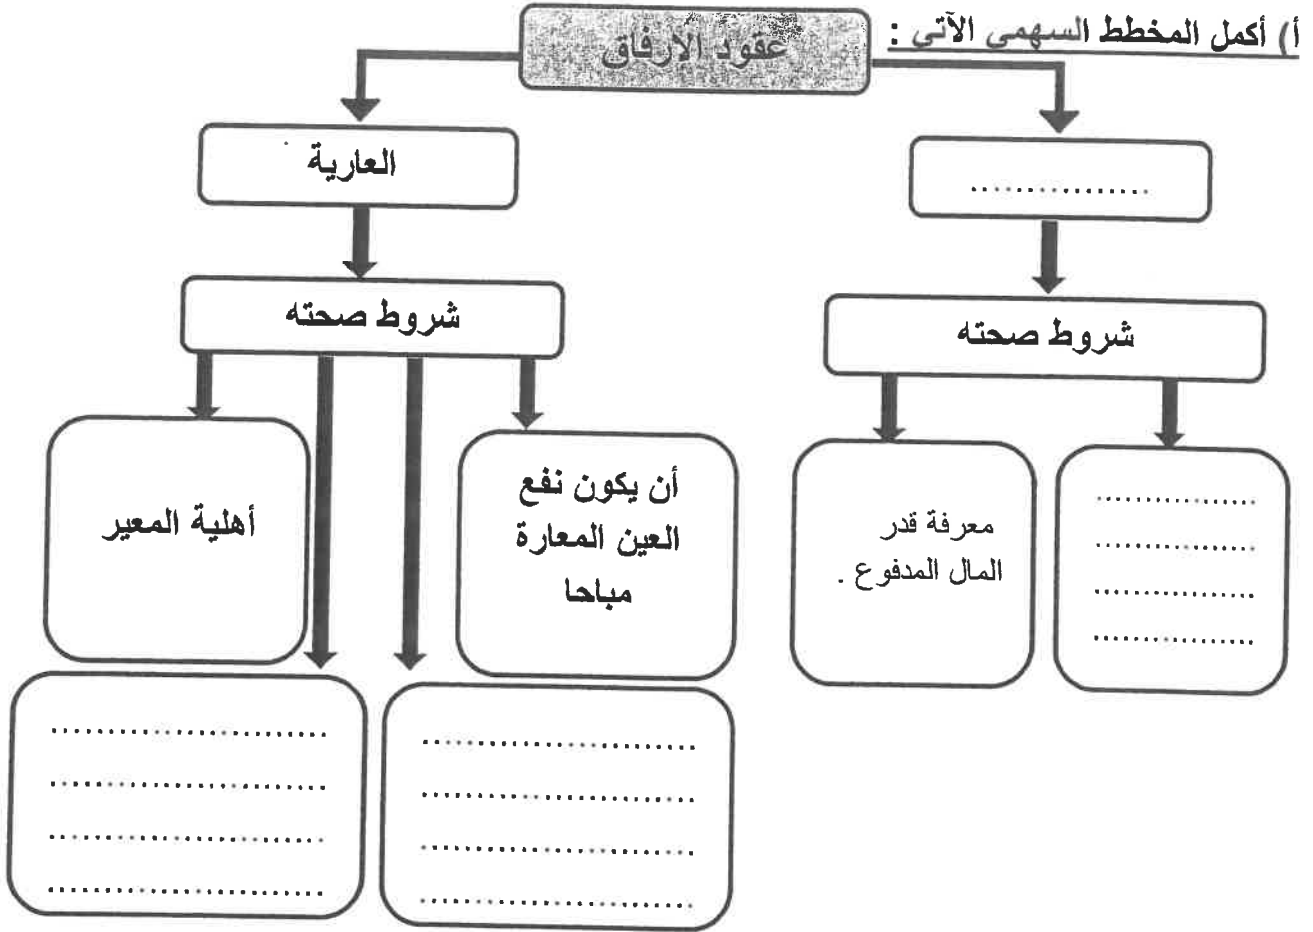 أ) أكمل المخطط السهمي الآتي :
عقود الارفاق
العارية
................
شروط صحته
شروط صحته
أن يكون نفع
العين المعارة
مباحا
أهلية المعير
معرفة قدر
المال المدفوع .
................
................
................
................
............................
............................
............................
............................
............................
............................
............................
............................